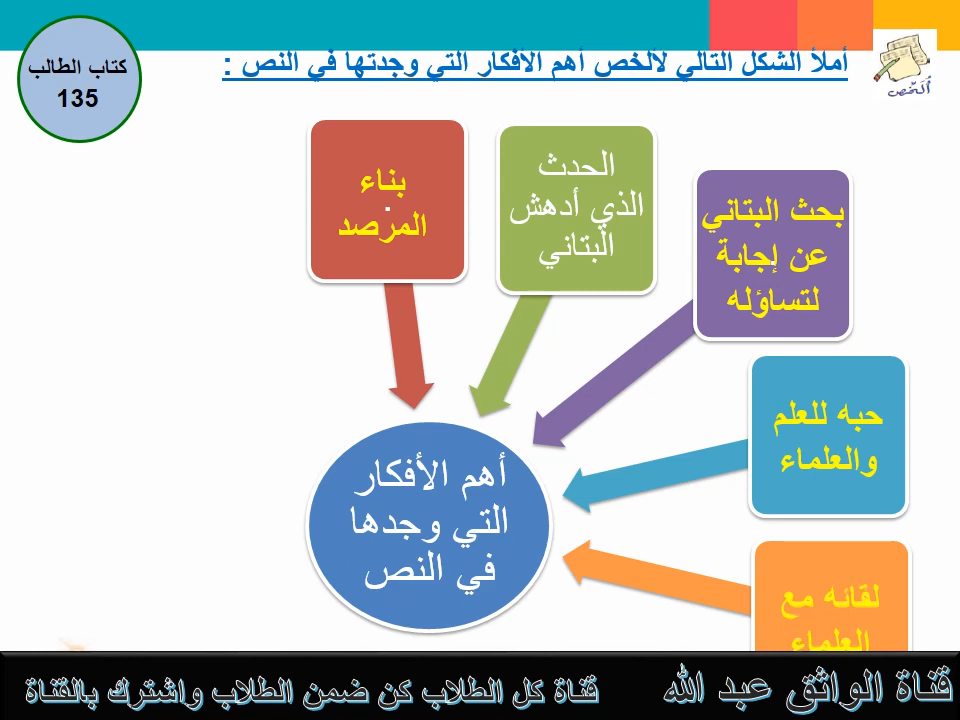 كتاب الطالب
135
أملأ الشكل التالي لألخص أهم الأفكار التي وجدتها في النص :
ألخص
بناء
المرصد
الحدث
الذي أدهش
البتاني
بحث البتاني
عن إجابة
لتساؤله
حبه للعلم
والعلماء
لقائه مع
العلماء
أهم الأفكار
التي وجدها
في النص
قناة الواثق عبد الله
قناة كل الطلاب كن ضمن الطلاب واشترك بالقناة